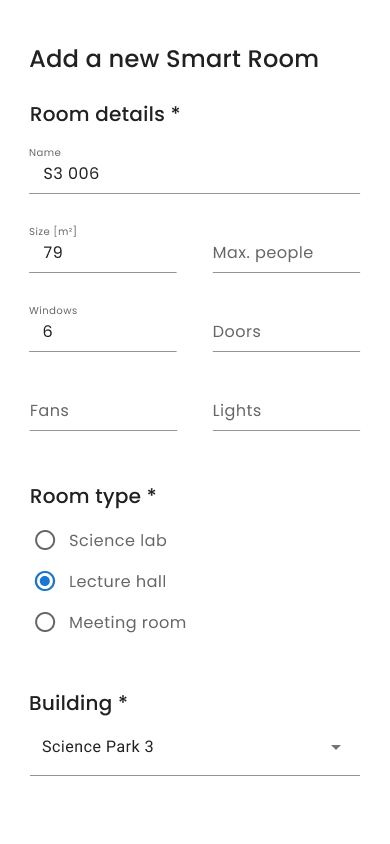 Add a new Smart Room
Room details *
Name
S3 006
Size [m²]
79
Max. people
Windows
6
Doors
Fans
Lights
Room type *
Science lab
Lecture hall
Meeting room
Building *
Science Park 3